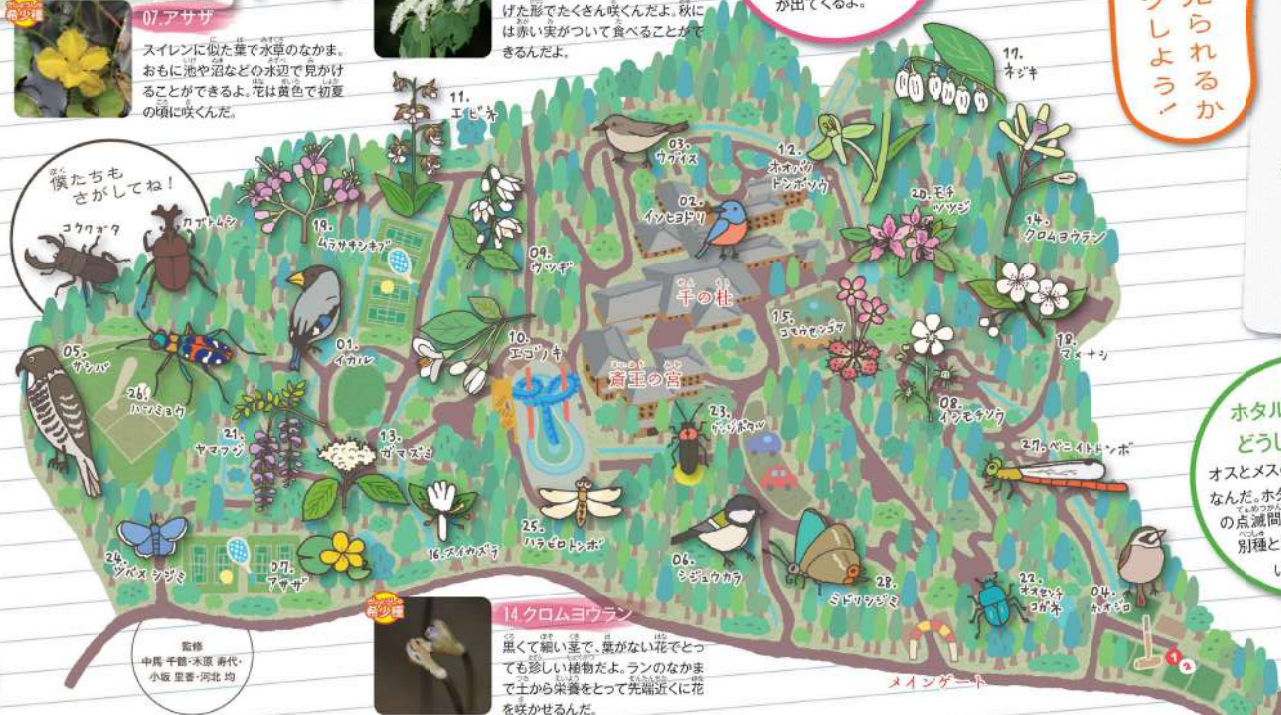 希少種
07.アサザ
スイレンに似た葉で水草のなかま。
おもに池や沼などの水辺で見かけ
ることができるよ。花は黄色で初夏
の頃に咲くんだ。
げた形でたくさん咲くんだよ。秋に
は赤い実がついて食べることがで
きるんだよ。
が出てくるよ。
られるか
しよう!
僕たちも
さがしてね!
コクワガタ
カブトムシ
11.
エビネ
03.
ウグイス
12.
オオバノ
トンボソウ
17.
ネジキ
19.
ムラサキシキブ
09.
ウツギ
02.
イソヒヨドリ
20.モチ
ツツジ
14.
クロムヨウラン
千の杜
05.
サシバ
26.
ハンミョウ
01.
イカル
10.
エゴノキ
斎王の宮
15.
コモウセンゴケ
18.
マメナシ
08.
イシモチソウ
21.
ヤマフジ
13.
ガマズミ
23.
ゲンジボタル
27.ベニイトトンボ
24.
ツバメシジミ
07.
アサザ
16.スイカズラ
25.
ハラビロトンボ
06.
シジュウカラ
28.
ミドリシジミ
22.
オオセンチ
コガネ
04.
ホオジロ
メインゲート
1
2
ホタル
どうし
オスとメス
なんだ。ホ
の点滅間
別種と
い
監修
中馬 千鶴・木原 寿代・
小坂 里香・河北 均
希少種
14.クロムヨウラン
黒くて細い茎で、葉がない花でとっ
ても珍しい植物だよ。ランのなかま
で土から栄養をとって先端近くに花
を咲かせるんだ。